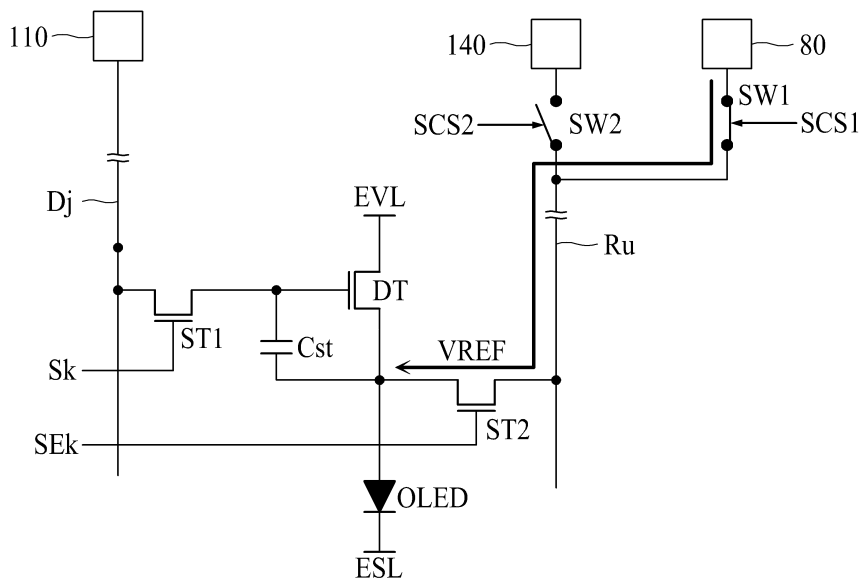 110
140
80
SW1
SCS2
SW2
SCS1
Dj
EVL
Ru
DT
ST1
Cst
VREF
Sk
ST2
SEk
OLED
ESL